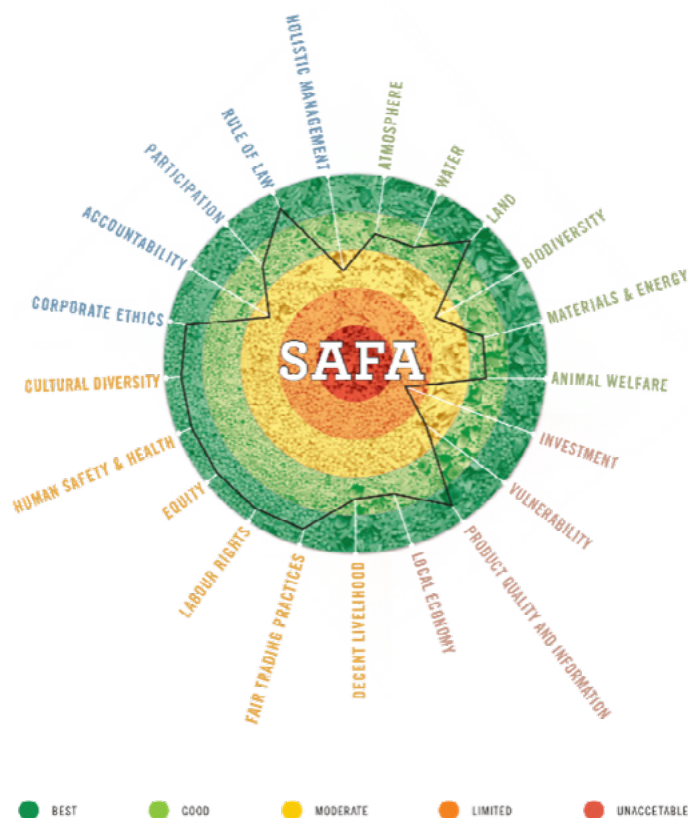 HOLISTIC MANAGEMENT
ATMOSPHERE
WATER
LAND
BIODIVERSITY
MATERIALS & ENERGY
ANIMAL WELFARE
INVESTMENT
VULNERABILITY
PRODUCT QUALITY AND INFORMATION
LOCAL ECONOMY
DECENT LIVELIHOOD
FAIR TRADING PRACTICES
LABOUR RIGHTS
EQUITY
HUMAN SAFETY & HEALTH
CULTURAL DIVERSITY
CORPORATE ETHICS
ACCOUNTABILITY
PARTICIPATION
RULE OF LAW
SAFA
BEST
GOOD
MODERATE
LIMITED
UNACCETABLE